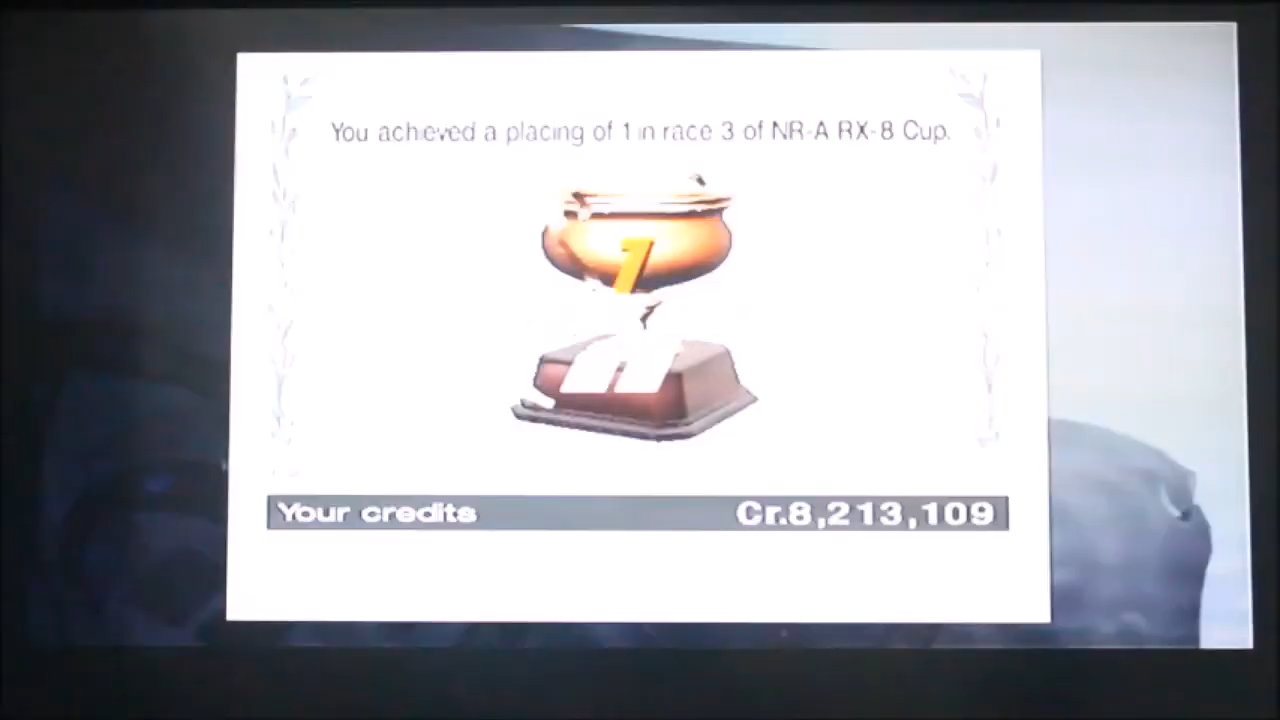 You achieved a placing of 1 in race 3 of NR-A RX-8 Cup.
1
Your credits Cr.8,213,109